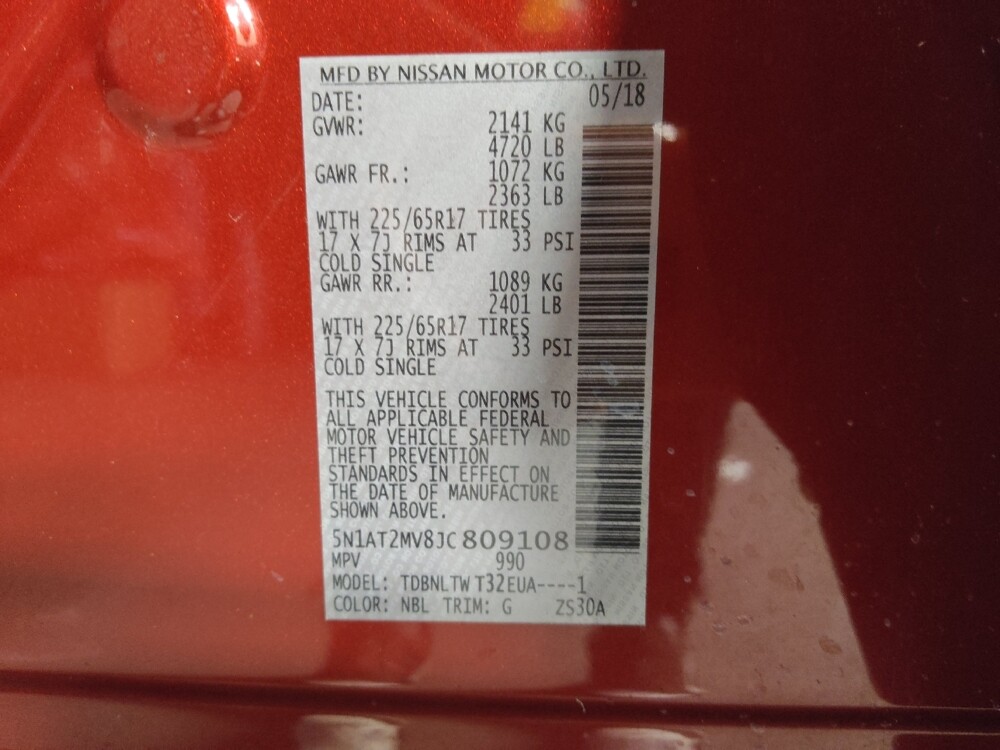 MFD BY NISSAN MOTOR CO., LTD.
DATE: 05/18
GVWR: 2141 KG
4720 LB
GAWR FR.: 1072 KG
2363 LB
WITH 225/65R17 TIRES
17 X 7J RIMS AT 33 PSI
COLD SINGLE
GAWR RR.: 1089 KG
2401 LB
WITH 225/65R17 TIRES
17 X 7J RIMS AT 33 PSI
COLD SINGLE
THIS VEHICLE CONFORMS TO
ALL APPLICABLE FEDERAL
MOTOR VEHICLE SAFETY AND
THEFT PREVENTION
STANDARDS IN EFFECT ON
THE DATE OF MANUFACTURE
SHOWN ABOVE.
5N1AT2MV8JC809108
MPV 990
MODEL: TDBNLTW T32EUA----1
COLOR: NBL TRIM: G ZS30A